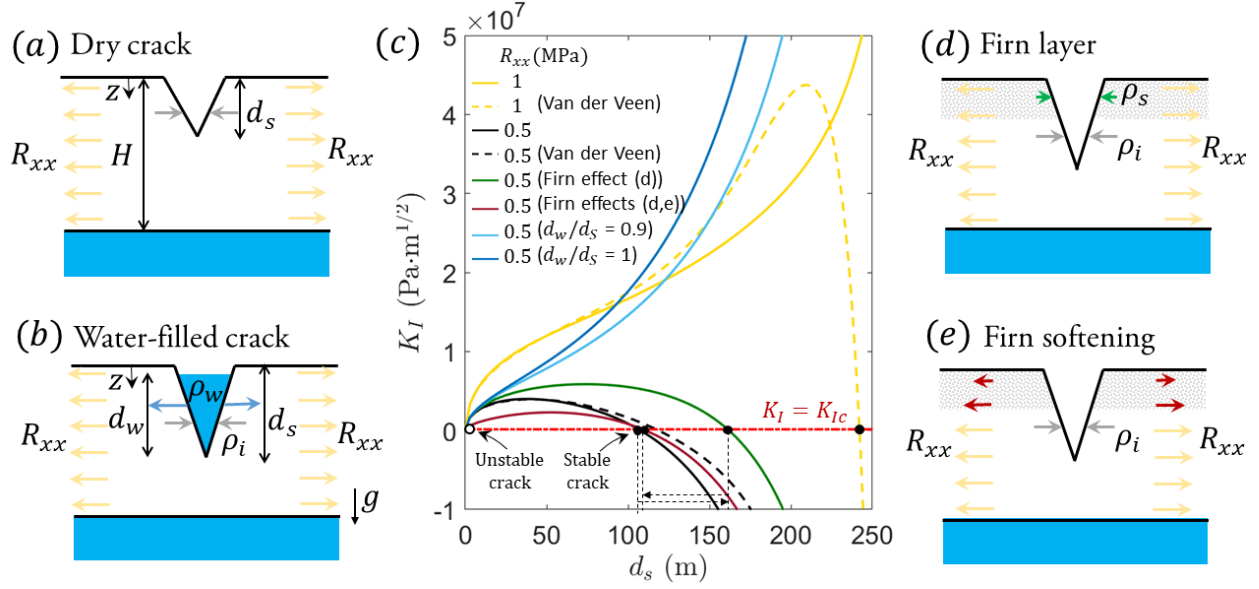 (a) Dry crack
z
d_s
R_xx
H
R_xx
(b) Water-filled crack
z
ρ_w
d_w
d_s
ρ_i
R_xx
R_xx
g
(c)
×10^7
5
4
3
2
1
0
-1
K_I (Pa·m^1/2)
R_xx (MPa)
1
1 (Van der Veen)
0.5
0.5 (Van der Veen)
0.5 (Firn effect (d))
0.5 (Firn effects (d,e))
0.5 (d_w/d_S = 0.9)
0.5 (d_w/d_S = 1)
K_I = K_Ic
Unstable
crack
Stable
crack
0 50 100 150 200 250
d_s (m)
(d) Firn layer
ρ_s
ρ_i
R_xx
R_xx
(e) Firn softening
ρ_i
R_xx
R_xx